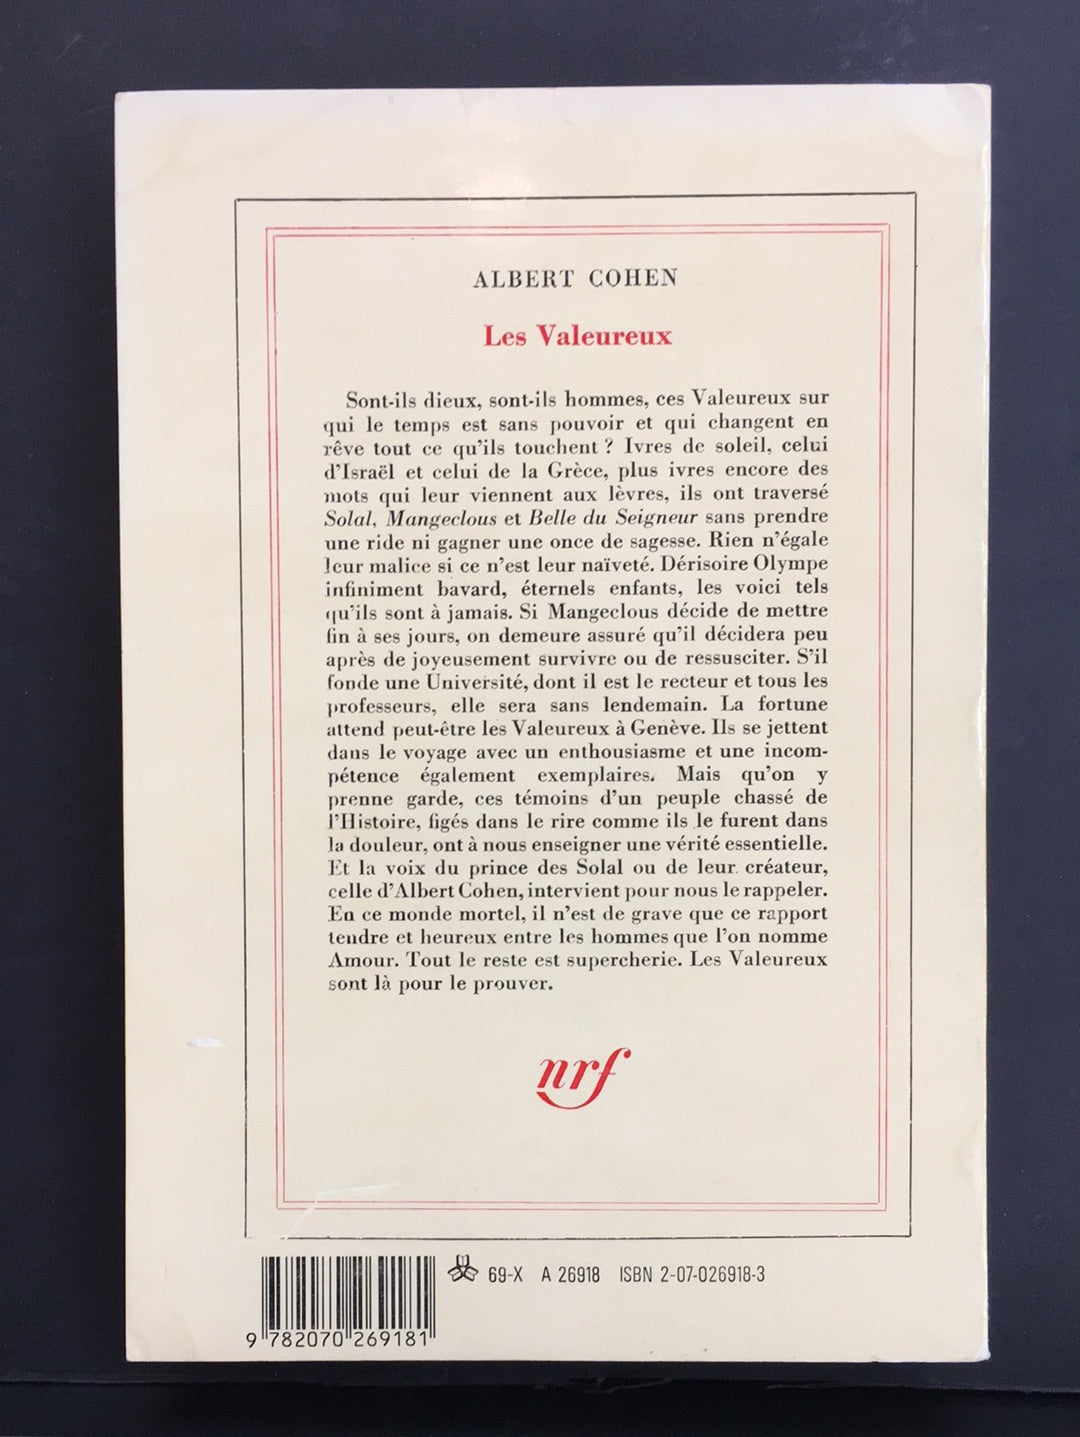 ALBERT COHEN
Les Valeureux
Sont-ils dieux, sont-ils hommes, ces Valeureux sur
qui le temps est sans pouvoir et qui changent en
rêve tout ce qu'ils touchent ? Ivres de soleil, celui
d'Israël et celui de la Grèce, plus ivres encore des
mots qui leur viennent aux lèvres, ils ont traversé
Solal, Mangeclous et Belle du Seigneur sans prendre
une ride ni gagner une once de sagesse. Rien n'égale
leur malice si ce n'est leur naïveté. Dérisoire Olympe
infiniment bavard, éternels enfants, les voici tels
qu'ils sont à jamais. Si Mangeclous décide de mettre
fin à ses jours, on demeure assuré qu'il décidera peu
après de joyeusement survivre ou de ressusciter. S'il
fonde une Université, dont il est le recteur et tous les
professeurs, elle sera sans lendemain. La fortune
attend peut-être les Valeureux à Genève. Ils se jettent
dans le voyage avec un enthousiasme et une incom-
pétence également exemplaires. Mais qu'on y
prenne garde, ces témoins d'un peuple chassé de
l'Histoire, figés dans le rire comme ils le furent dans
la douleur, ont à nous enseigner une vérité essentielle.
Et la voix du prince des Solal ou de leur créateur,
celle d'Albert Cohen, intervient pour nous le rappeler.
En ce monde mortel, il n'est de grave que ce rapport
tendre et heureux entre les hommes que l'on nomme
Amour. Tout le reste est supercherie. Les Valeureux
sont là pour le prouver.
nrf
69-X A 26918 ISBN 2-07-026918-3
9 782070 269181